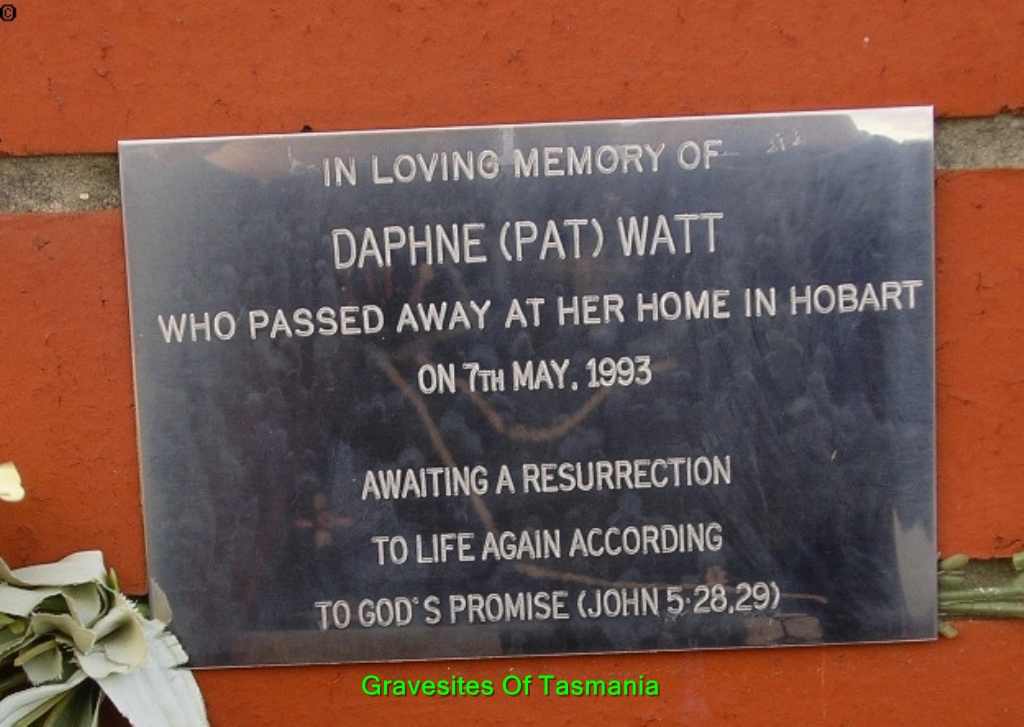 ©
IN LOVING MEMORY OF
DAPHNE (PAT) WATT
WHO PASSED AWAY AT HER HOME IN HOBART
ON 7TH MAY, 1993
AWAITING A RESURRECTION
TO LIFE AGAIN ACCORDING
TO GOD'S PROMISE (JOHN 5:28,29)
Gravesites Of Tasmania